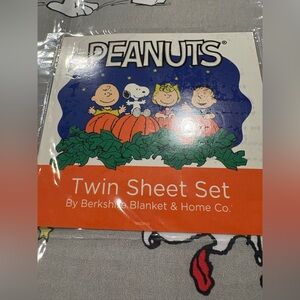 PEANUTS®
Twin Sheet Set
By Berkshire Blanket & Home Co.